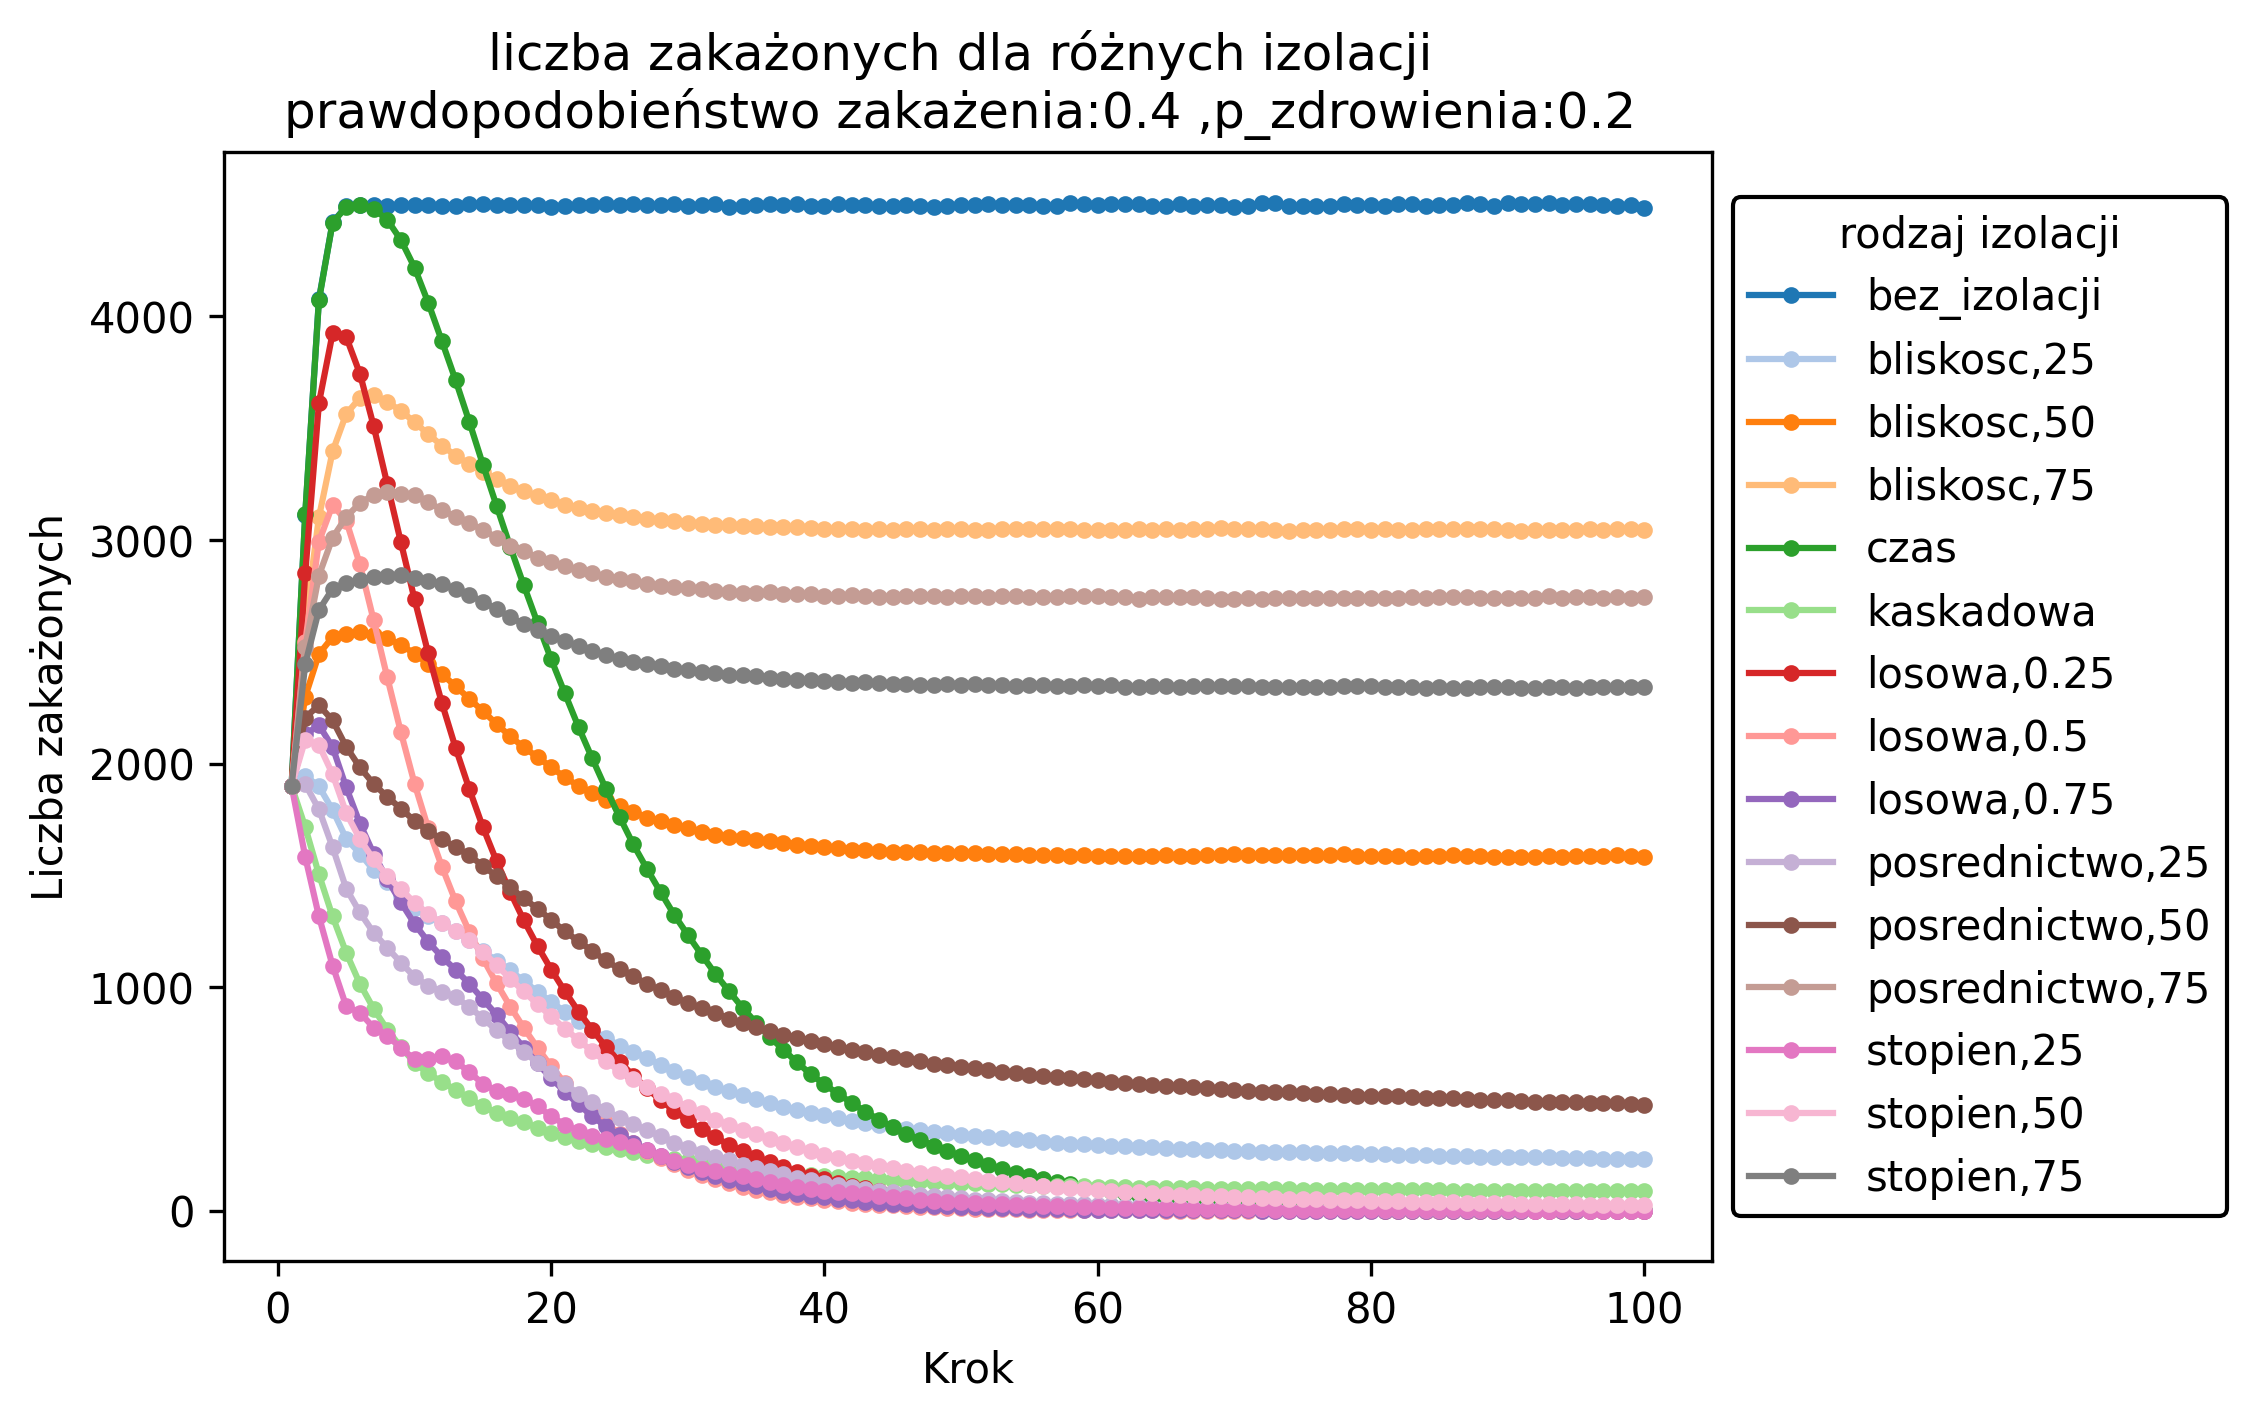 liczba zakażonych dla różnych izolacji
prawdopodobieństwo zakażenia:0.4 ,p_zdrowienia:0.2
Liczba zakażonych
4000
3000
2000
1000
0
0 20 40 60 80 100
Krok
rodzaj izolacji
bez_izolacji
bliskosc,25
bliskosc,50
bliskosc,75
czas
kaskadowa
losowa,0.25
losowa,0.5
losowa,0.75
posrednictwo,25
posrednictwo,50
posrednictwo,75
stopien,25
stopien,50
stopien,75